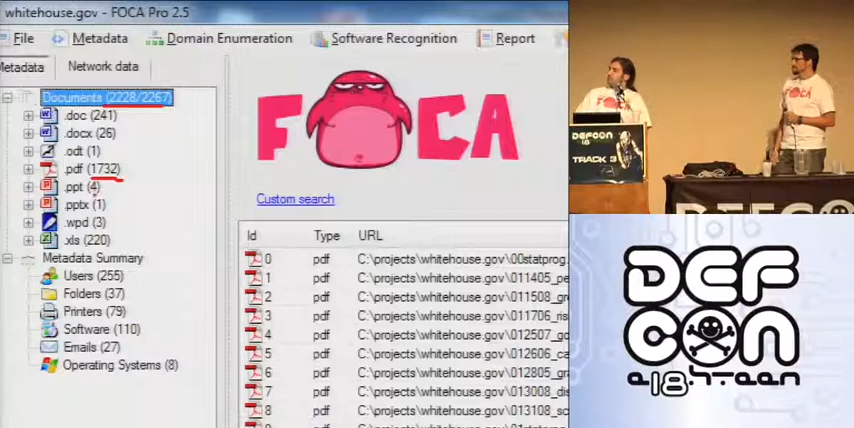 whitehouse.gov - FOCA Pro 2.5
File Metadata Domain Enumeration Software Recognition Report
Metadata Network data
Documents (2228/2267)
.doc (241)
.docx (26)
.odt (1)
.pdf (1732)
.ppt (4)
.pptx (1)
.wpd (3)
.xls (220)
Metadata Summary
Users (255)
Folders (37)
Printers (79)
Software (110)
Emails (27)
Operating Systems (8)
FOCA
Custom search
Id Type URL
0 pdf C:\projects\whitehouse.gov\00statprog.
1 pdf C:\projects\whitehouse.gov\011405_pe
2 pdf C:\projects\whitehouse.gov\011508_gr
3 pdf C:\projects\whitehouse.gov\011706_ris
4 pdf C:\projects\whitehouse.gov\012507_go
5 pdf C:\projects\whitehouse.gov\012606_ca
6 pdf C:\projects\whitehouse.gov\012805_gra
7 pdf C:\projects\whitehouse.gov\013008_dis
8 pdf C:\projects\whitehouse.gov\013108_sc
FOCA
FOCA
DEFCON
18
TRACK 3
DEFCO
DEF
CON
e18hteen